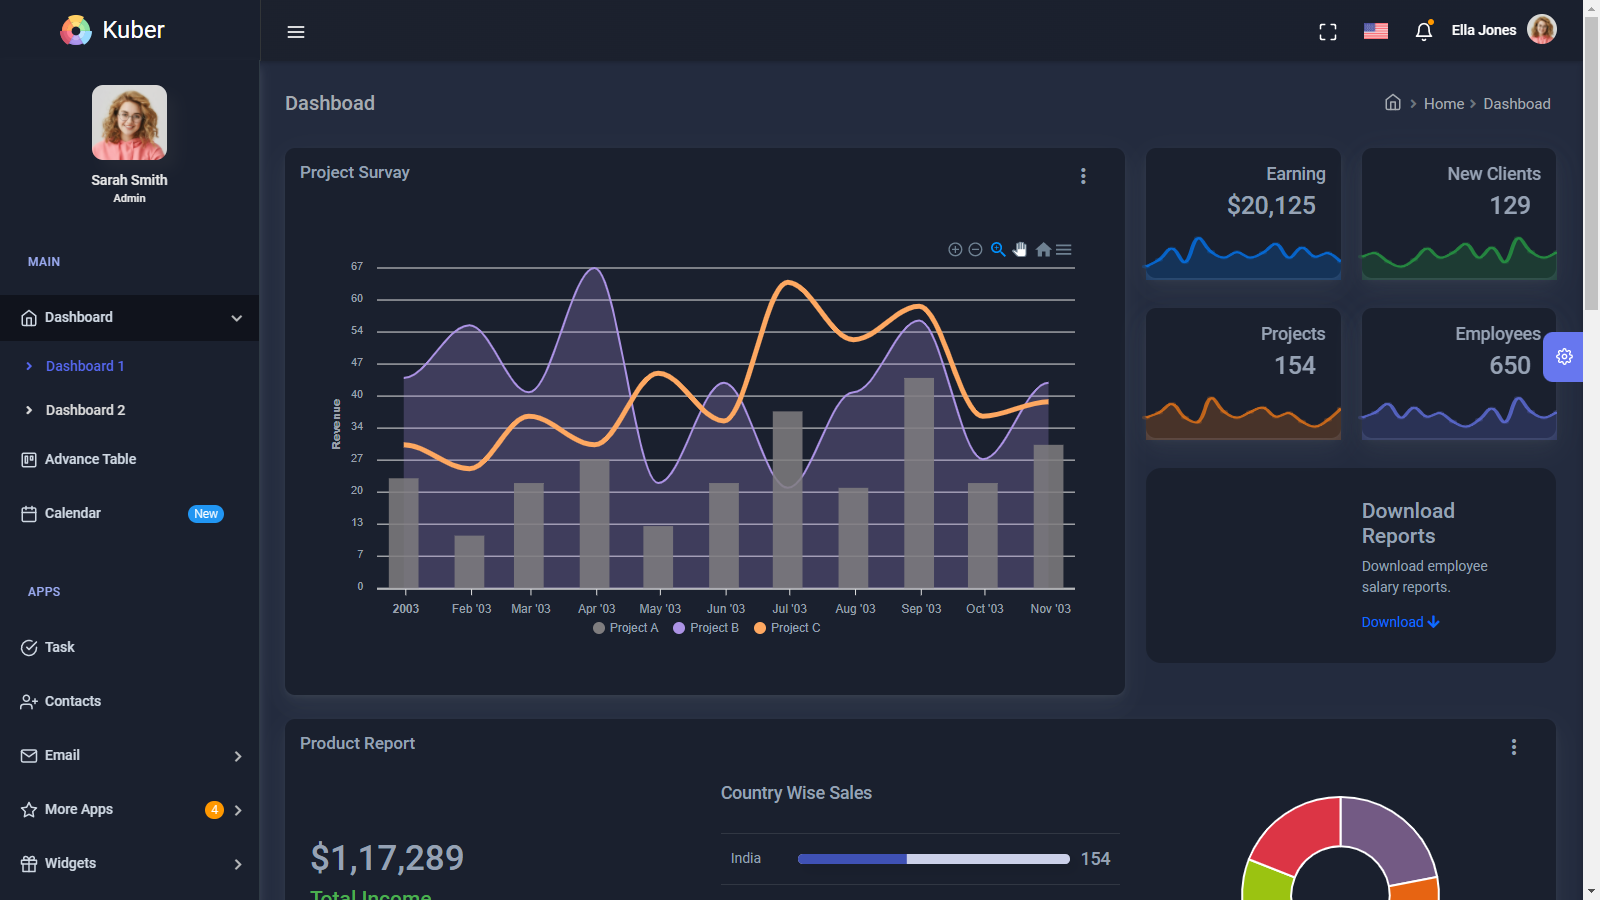 Kuber
Ella Jones
Sarah Smith
Admin
MAIN
Dashboard
Dashboard 1
Dashboard 2
Advance Table
Calendar
New
APPS
Task
Contacts
Email
More Apps
4
Widgets
Dashboad
Home
Dashboad
Project Survay
67
60
54
47
40
34
27
20
13
7
0
Revenue
2003
Feb '03
Mar '03
Apr '03
May '03
Jun '03
Jul '03
Aug '03
Sep '03
Oct '03
Nov '03
Project A
Project B
Project C
Earning
$20,125
New Clients
129
Projects
154
Employees
650
Download
Reports
Download employee
salary reports.
Download
Product Report
$1,17,289
Total Income
Country Wise Sales
India
154